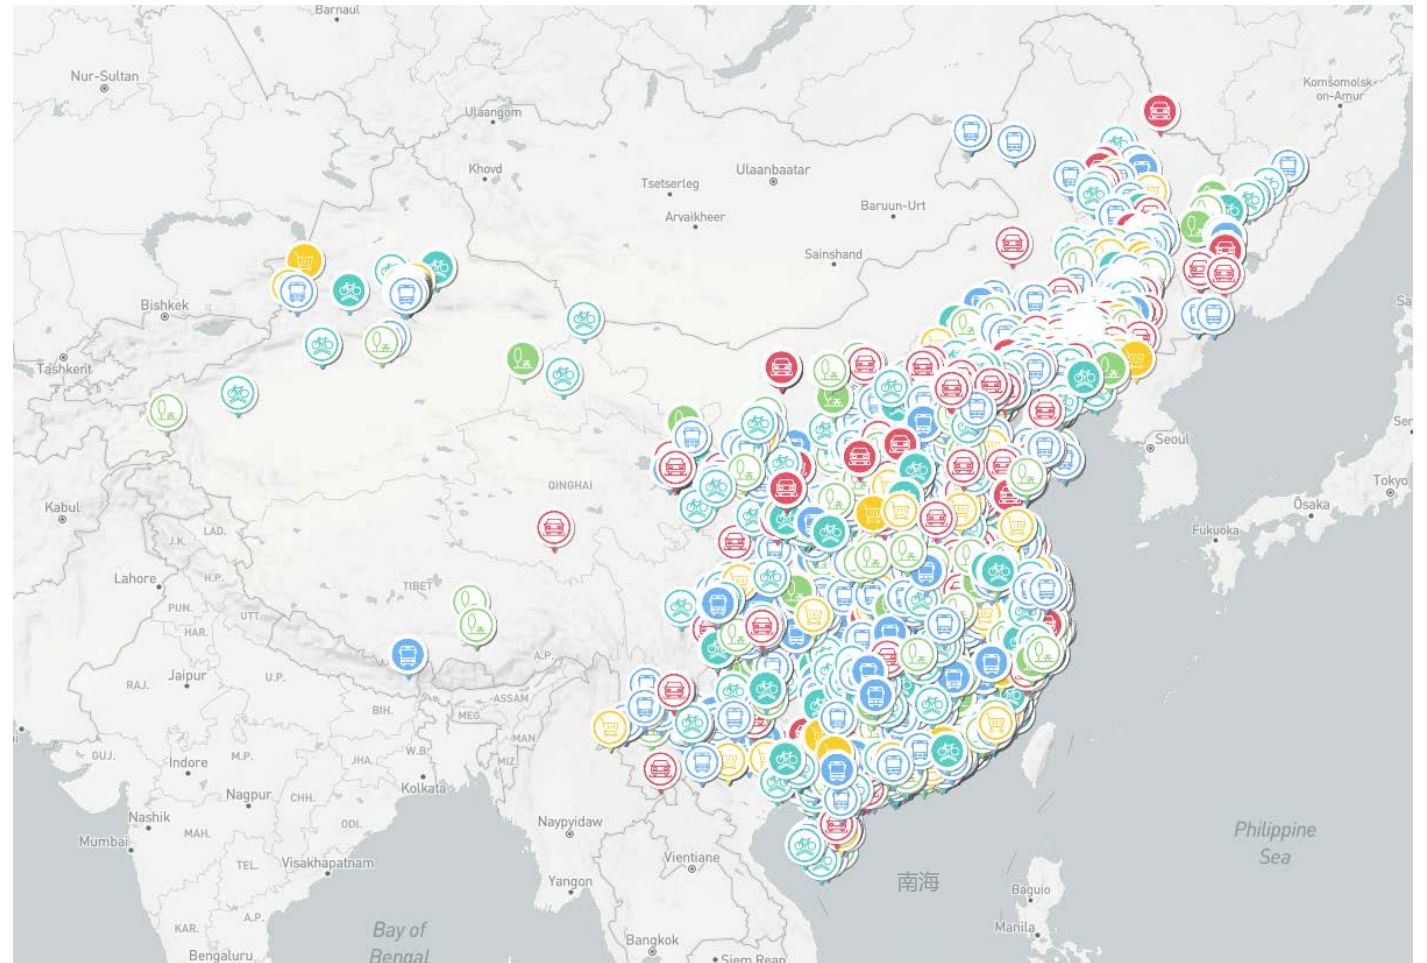 Barnaul
Nur-Sultan
Komsomolsk-
on-Amur
Ulaangom
Khovd
Ulaanbaatar
Tsetserleg
Baruun-Urt
Arvaikheer
Sainshand
Bishkek
Tashkent
Seoul
Tokyo
QINGHAI
Ōsaka
Kabul
Fukuoka
LAD.
J.K.
Lahore
H.P.
TIBET
PUN.
UTT.
HAR.
A.P.
Jaipur
RAJ.
U.P.
ASSAM
BIH.
MEG.
MAN
GUJ.
M.P.
W.B.
JHA.
MIZ
Indore
Kolkata
Nagpur
CHH.
Nashik
ODI.
MAH.
Naypyidaw
Mumbai
Philippine
Sea
TEL.
Visakhapatnam
Vientiane
Yangon
南海
Baguio
A.P.
KAR.
Manila
Bay of
Bengal
Bangkok
Bengaluru
Siem Reap